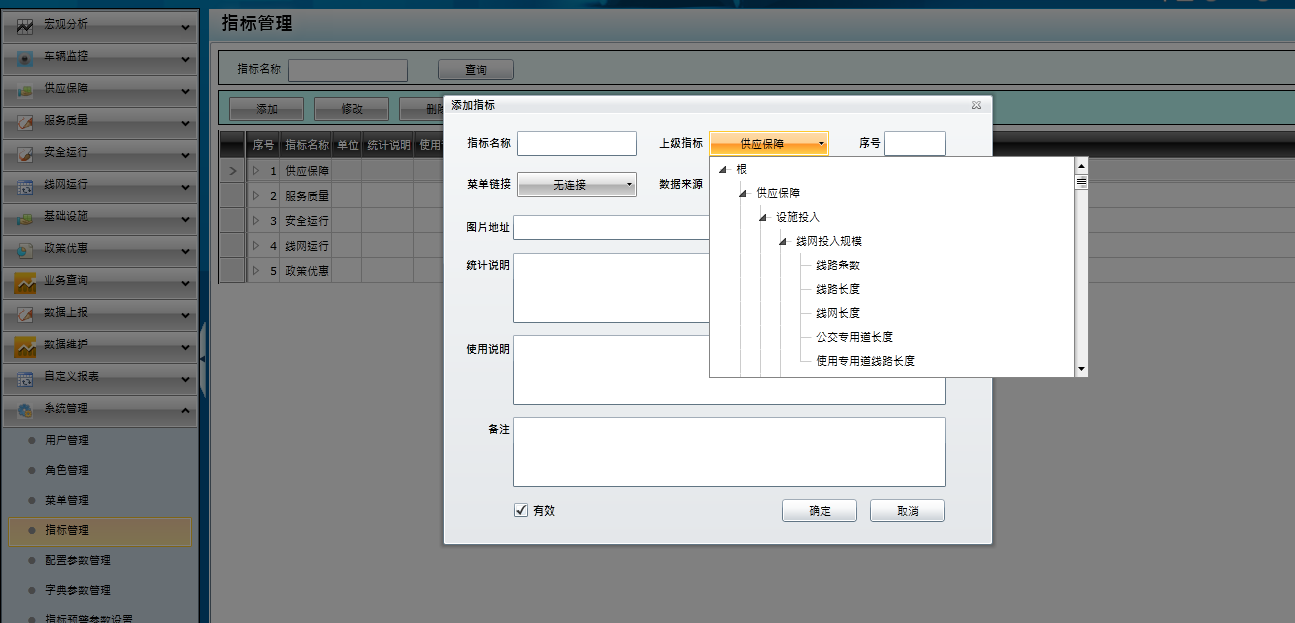 宏观分析
车辆监控
供应保障
服务质量
安全运行
线网运行
基础设施
政策优惠
业务查询
数据上报
数据维护
自定义报表
系统管理
用户管理
角色管理
菜单管理
指标管理
配置参数管理
字典参数管理
指标预警参数设置
指标管理
指标名称
查询
添加 修改 删
序号 指标名称 单位 统计说明 使用
1 供应保障
2 服务质量
3 安全运行
4 线网运行
5 政策优惠
添加指标
指标名称 上级指标 供应保障 序号
菜单链接 无连接 数据来源
图片地址
统计说明
使用说明
备注
根
供应保障
设施投入
线网投入规模
线路条数
线路长度
线网长度
公交专用道长度
使用专用道线路长度
有效
确定 取消